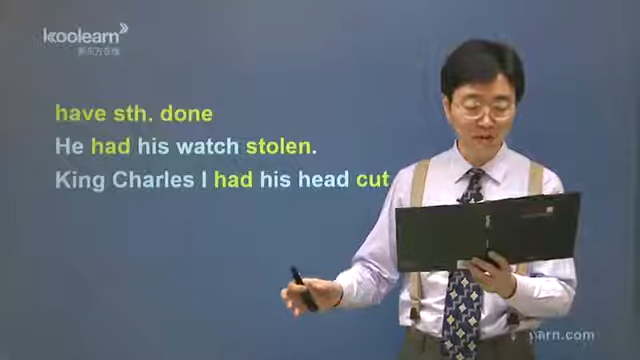 koolearn
新东方在线
have sth. done
He had his watch stolen.
King Charles I had his head cut
arn.com